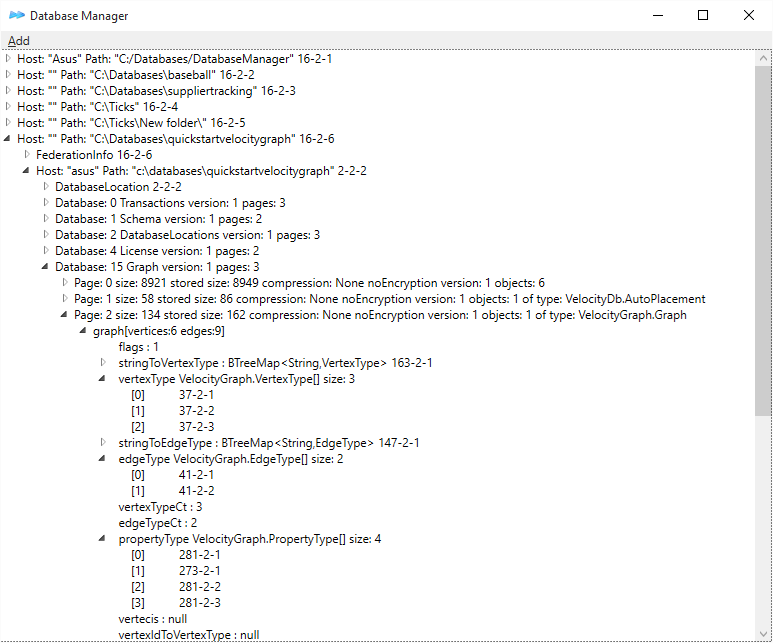 Database Manager
Add
Host: "Asus" Path: "C:/Databases/DatabaseManager" 16-2-1
Host: "" Path: "C:\Databases\baseball" 16-2-2
Host: "" Path: "C:\Databases\suppliertracking" 16-2-3
Host: "" Path: "C:\Ticks" 16-2-4
Host: "" Path: "C:\Ticks\New folder\" 16-2-5
Host: "" Path: "C:\Databases\quickstartvelocitygraph" 16-2-6
FederationInfo 16-2-6
Host: "asus" Path: "c:\databases\quickstartvelocitygraph" 2-2-2
DatabaseLocation 2-2-2
Database: 0 Transactions version: 1 pages: 3
Database: 1 Schema version: 1 pages: 2
Database: 2 DatabaseLocations version: 1 pages: 3
Database: 4 License version: 1 pages: 2
Database: 15 Graph version: 1 pages: 3
Page: 0 size: 8921 stored size: 8949 compression: None noEncryption version: 1 objects: 6
Page: 1 size: 58 stored size: 86 compression: None noEncryption version: 1 objects: 1 of type: VelocityDb.AutoPlacement
Page: 2 size: 134 stored size: 162 compression: None noEncryption version: 1 objects: 1 of type: VelocityGraph.Graph
graph[vertices:6 edges:9]
flags : 1
stringToVertexType : BTreeMap<String,VertexType> 163-2-1
vertexType VelocityGraph.VertexType[] size: 3
[0] 37-2-1
[1] 37-2-2
[2] 37-2-3
stringToEdgeType : BTreeMap<String,EdgeType> 147-2-1
edgeType VelocityGraph.EdgeType[] size: 2
[0] 41-2-1
[1] 41-2-2
vertexTypeCt : 3
edgeTypeCt : 2
propertyType VelocityGraph.PropertyType[] size: 4
[0] 281-2-1
[1] 273-2-1
[2] 281-2-2
[3] 281-2-3
vertecis : null
vertexIdToVertexType : null